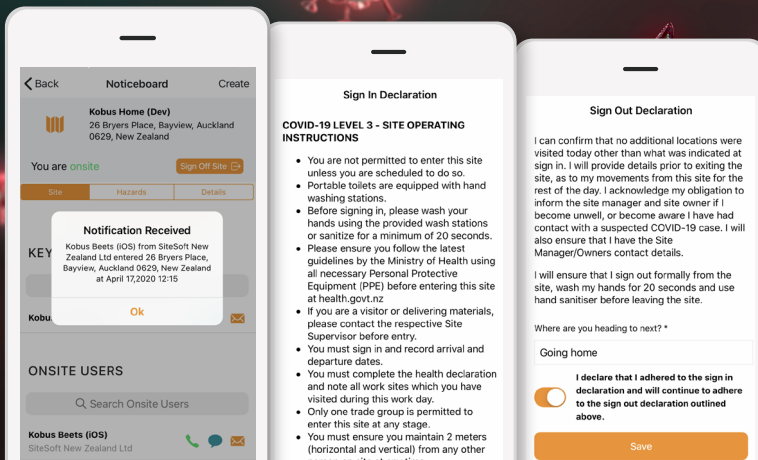 Back
Noticeboard
Create
Kobus Home (Dev)
26 Bryers Place, Bayview, Auckland
0629, New Zealand
You are onsite
Sign Off Site
Site
Hazards
Details
Notification Received
Kobus Beets (iOS) from SiteSoft New
Zealand Ltd entered 26 Bryers Place,
Bayview, Auckland 0629, New Zealand
at April 17,2020 12:15
Ok
KEY
Kobu
ONSITE USERS
Search Onsite Users
Kobus Beets (iOS)
SiteSoft New Zealand Ltd
Sign In Declaration
COVID-19 LEVEL 3 - SITE OPERATING
INSTRUCTIONS
• You are not permitted to enter this site
unless you are scheduled to do so.
• Portable toilets are equipped with hand
washing stations.
• Before signing in, please wash your
hands using the provided wash stations
or sanitize for a minimum of 20 seconds.
• Please ensure you follow the latest
guidelines by the Ministry of Health using
all necessary Personal Protective
Equipment (PPE) before entering this site
at health.govt.nz
• If you are a visitor or delivering materials,
please contact the respective Site
Supervisor before entry.
• You must sign in and record arrival and
departure dates.
• You must complete the health declaration
and note all work sites which you have
visited during this work day.
• Only one trade group is permitted to
enter this site at any stage.
• You must ensure you maintain 2 meters
(horizontal and vertical) from any other
Sign Out Declaration
I can confirm that no additional locations were
visited today other than what was indicated at
sign in. I will provide details prior to exiting the
site, as to my movements from this site for the
rest of the day. I acknowledge my obligation to
inform the site manager and site owner if I
become unwell, or become aware I have had
contact with a suspected COVID-19 case. I will
also ensure that I have the Site
Manager/Owners contact details.
I will ensure that I sign out formally from the
site, wash my hands for 20 seconds and use
hand sanitiser before leaving the site.
Where are you heading to next? *
Going home
I declare that I adhered to the sign in
declaration and will continue to adhere
to the sign out declaration outlined
above.
Save